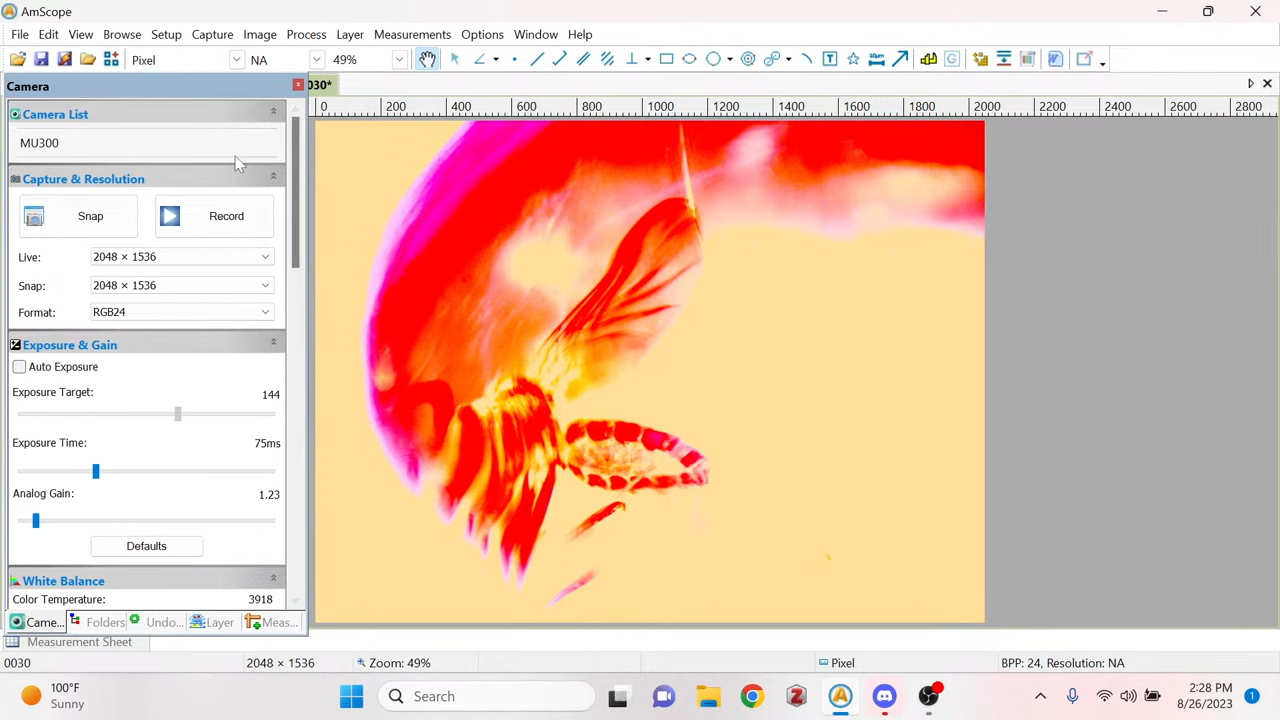 AmScope
File Edit View Browse Setup Capture Image Process Layer Measurements Options Window Help
Pixel NA 49%
Camera
030*
Camera List
0 200 400 600 800 1000 1200 1400 1600 1800 2000 2200 2400 2600 2800
MU300
Capture & Resolution
Snap Record
Live: 2048 × 1536
Snap: 2048 × 1536
Format: RGB24
Exposure & Gain
Auto Exposure
Exposure Target: 144
Exposure Time: 75ms
Analog Gain: 1.23
Defaults
White Balance
Color Temperature: 3918
Came... Folders Undo... Layer Meas...
Measurement Sheet
0030 2048 × 1536 Zoom: 49% Pixel BPP: 24, Resolution: NA
100°F
Sunny
Search
2:28 PM
8/26/2023
1